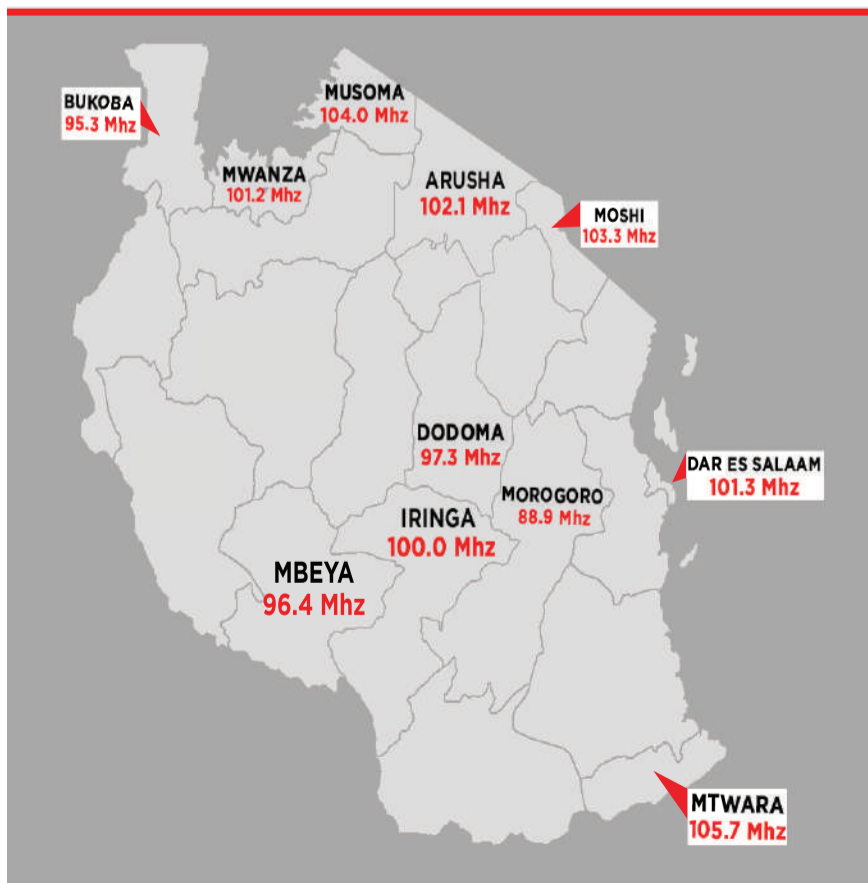 BUKOBA
95.3 Mhz
MUSOMA
104.0 Mhz
MWANZA
101.2 Mhz
ARUSHA
102.1 Mhz
MOSHI
103.3 Mhz
DODOMA
97.3 Mhz
DAR ES SALAAM
101.3 Mhz
MOROGORO
88.9 Mhz
IRINGA
100.0 Mhz
MBEYA
96.4 Mhz
MTWARA
105.7 Mhz